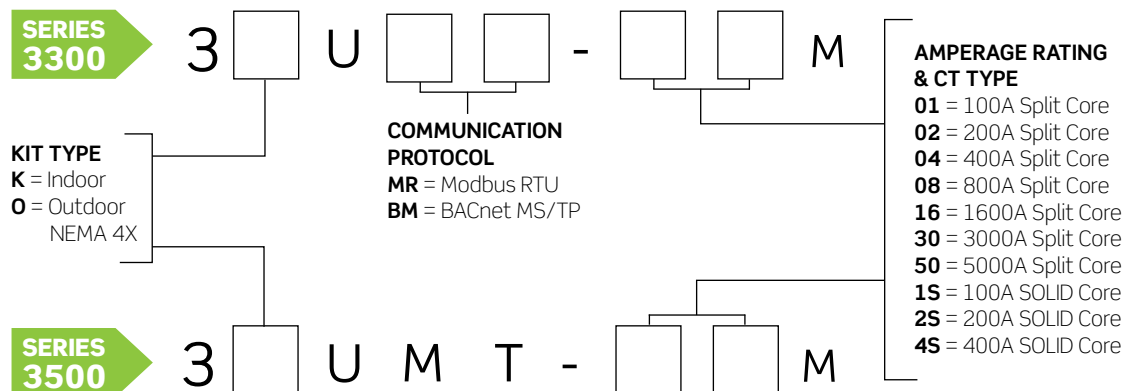 SERIES
3300
3 U - M
KIT TYPE
K = Indoor
O = Outdoor
NEMA 4X
COMMUNICATION
PROTOCOL
MR = Modbus RTU
BM = BACnet MS/TP
AMPERAGE RATING
& CT TYPE
01 = 100A Split Core
02 = 200A Split Core
04 = 400A Split Core
08 = 800A Split Core
16 = 1600A Split Core
30 = 3000A Split Core
50 = 5000A Split Core
1S = 100A SOLID Core
2S = 200A SOLID Core
4S = 400A SOLID Core
SERIES
3500
3 U M T - M